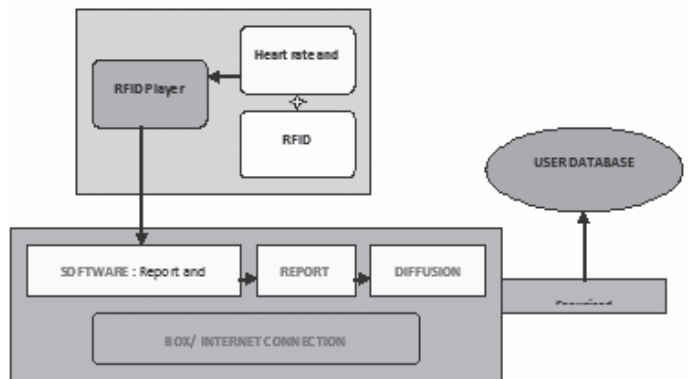 Heart rate and
RFID Player
RFID
USER DATABASE
SOFTWARE : Report and
REPORT
DIFFUSION
BOX/ INTERNET CONNECTION